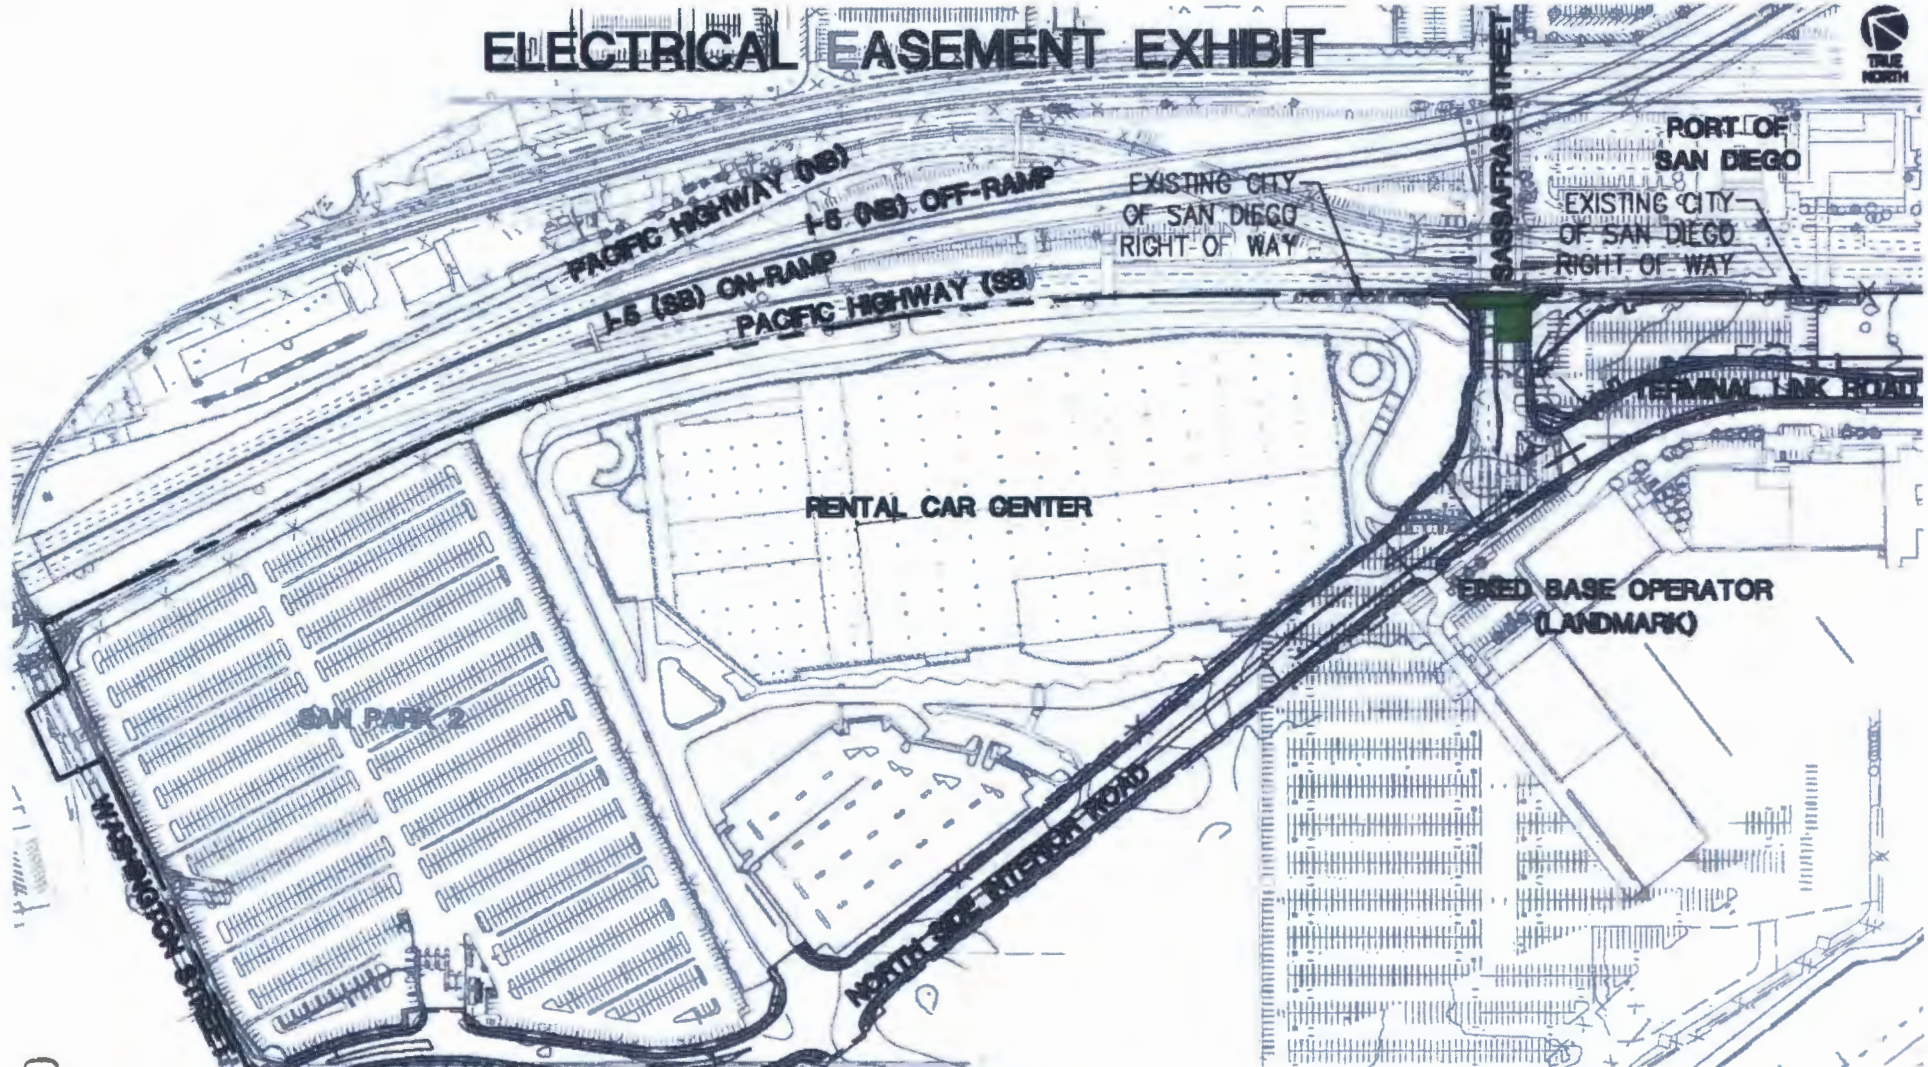 ELECTRICAL EASEMENT EXHIBIT
TRUE
NORTH
SASSAFRAS STREET
PORT OF
SAN DIEGO
PACIFIC HIGHWAY (NB)
I-5 (NB) OFF-RAMP
EXISTING CITY
OF SAN DIEGO
RIGHT OF WAY
EXISTING CITY
OF SAN DIEGO
RIGHT OF WAY
I-5 (SB) ON-RAMP
PACIFIC HIGHWAY (SB)
TERMINAL LINK ROAD
RENTAL CAR CENTER
FIXED BASE OPERATOR
(LANDMARK)
SAN PARK 2
WASHINGTON STREET
NORTH SIDE INTERIOR ROAD